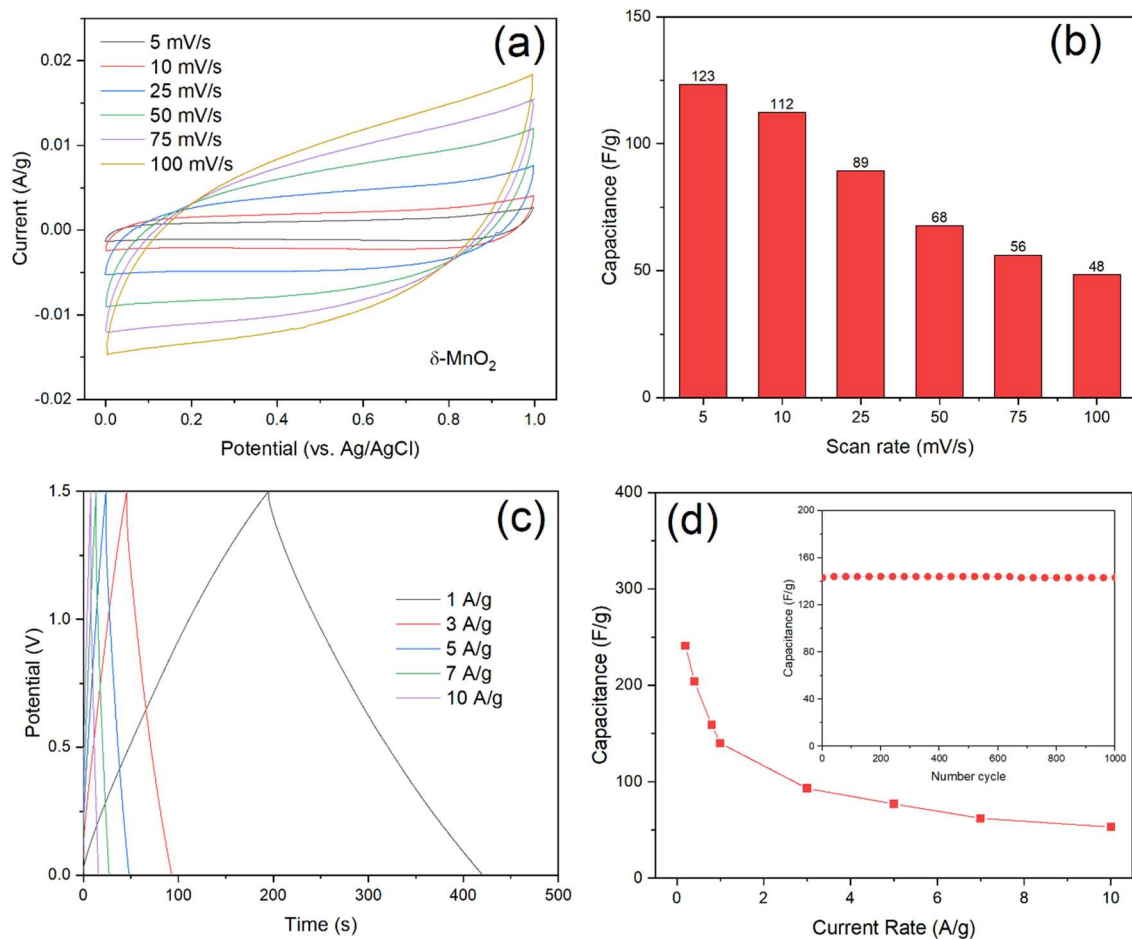 (a)
5 mV/s
10 mV/s
25 mV/s
50 mV/s
75 mV/s
100 mV/s
0.02
0.01
0.00
-0.01
-0.02
Current (A/g)
δ-MnO₂
0.0 0.2 0.4 0.6 0.8 1.0
Potential (vs. Ag/AgCl)
(b)
150
100
50
0
Capacitance (F/g)
123
112
89
68
56
48
5 10 25 50 75 100
Scan rate (mV/s)
(c)
1.5
1.0
0.5
0.0
Potential (V)
1 A/g
3 A/g
5 A/g
7 A/g
10 A/g
0 100 200 300 400 500
Time (s)
(d)
400
300
200
100
0
Capacitance (F/g)
200
160
120
80
40
0
Capacitance (F/g)
0 200 400 600 800 1000
Number cycle
0 2 4 6 8 10
Current Rate (A/g)